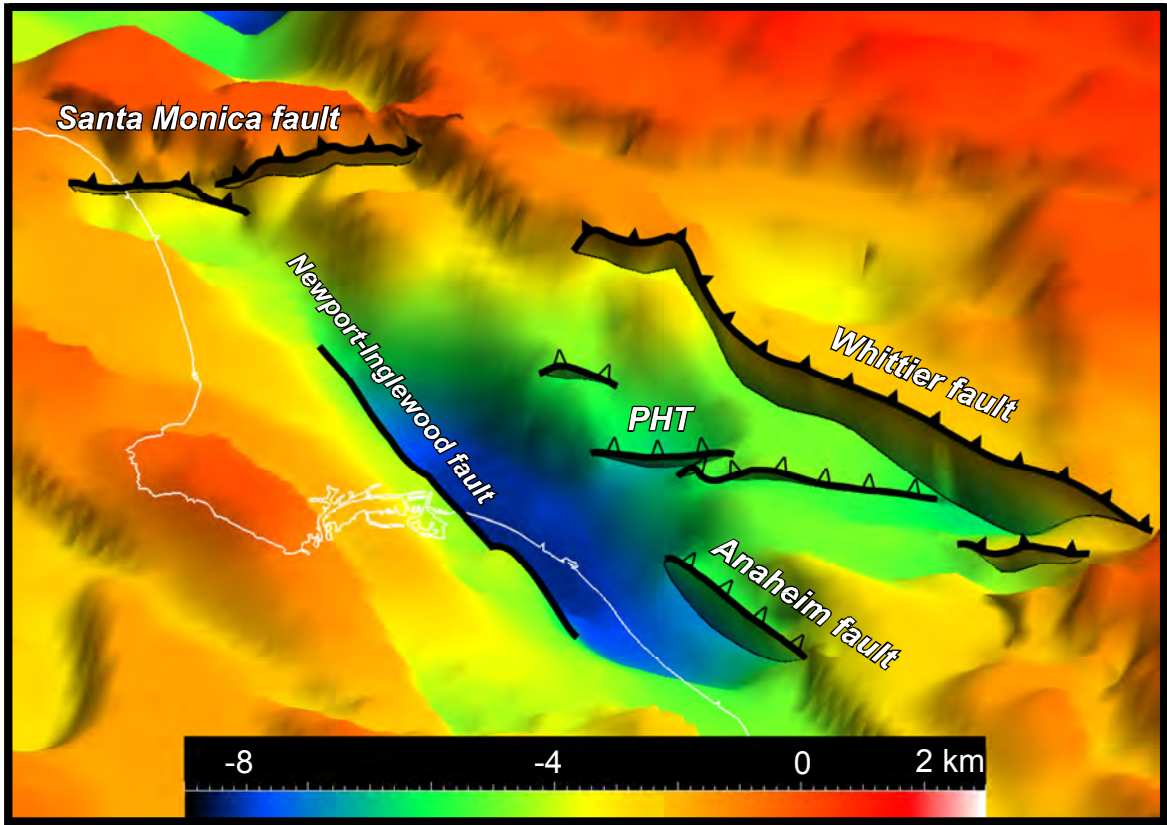 Santa Monica fault
Newport-Inglewood fault
Whittier fault
PHT
Anaheim fault
-8 -4 0 2 km